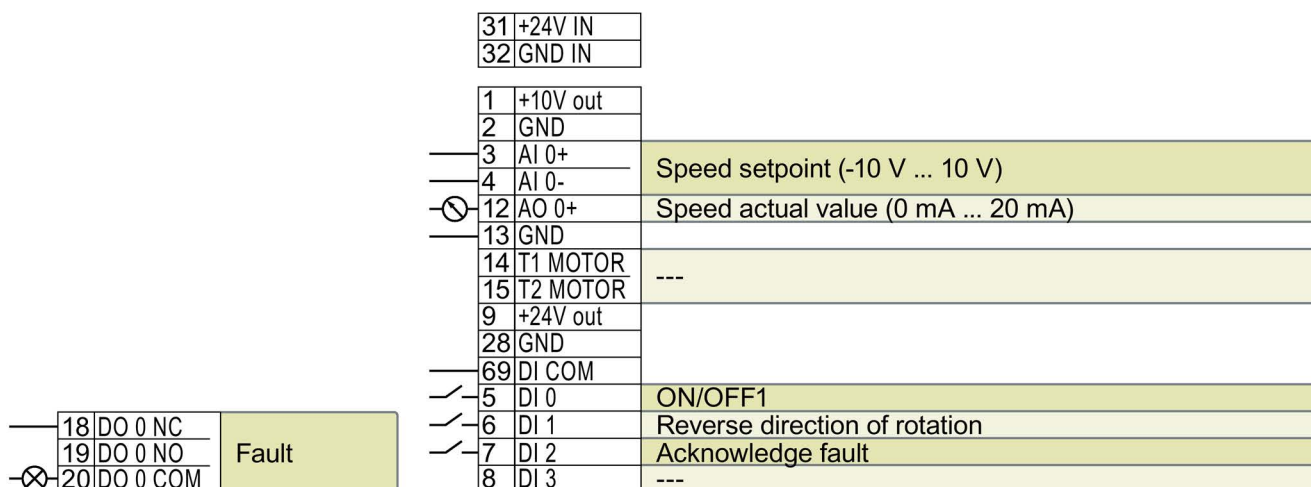 31 +24V IN
32 GND IN
1 +10V out
2 GND
3 AI 0+
Speed setpoint (-10 V ... 10 V)
4 AI 0-
12 AO 0+ Speed actual value (0 mA ... 20 mA)
13 GND
14 T1 MOTOR
---
15 T2 MOTOR
9 +24V out
28 GND
69 DI COM
5 DI 0 ON/OFF1
6 DI 1 Reverse direction of rotation
7 DI 2 Acknowledge fault
8 DI 3 ---
18 DO 0 NC
19 DO 0 NO Fault
20 DO 0 COM